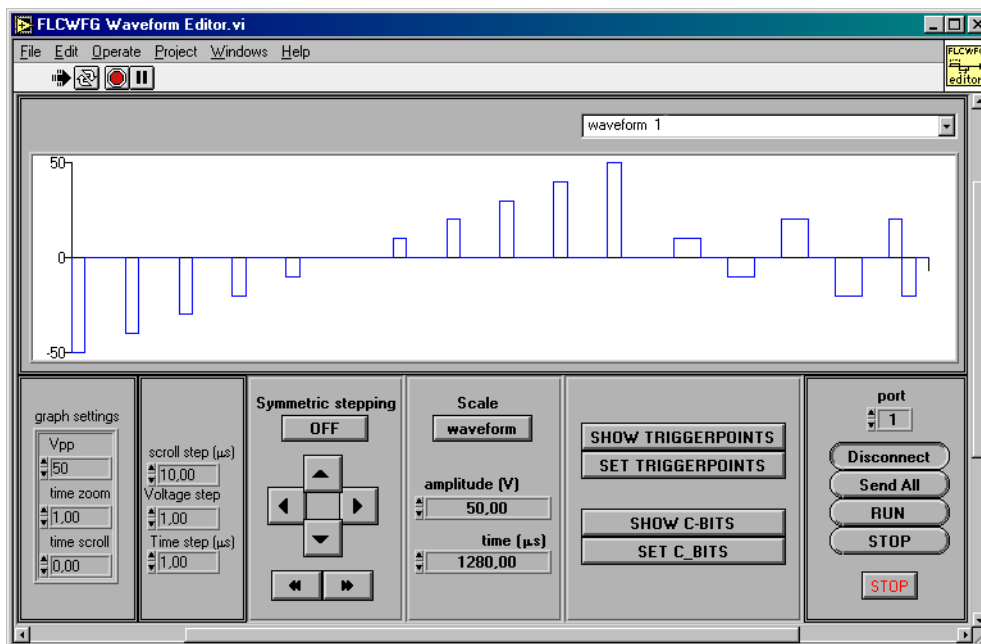 FLCWFG Waveform Editor.vi
File Edit Operate Project Windows Help
FLCWFG
editor
waveform 1
50
0
-50
graph settings
Vpp
50
time zoom
1,00
time scroll
0,00
scroll step (µs)
10,00
Voltage step
1,00
Time step (µs)
1,00
Symmetric stepping
OFF
Scale
waveform
amplitude (V)
50,00
time (µs)
1280,00
SHOW TRIGGERPOINTS
SET TRIGGERPOINTS
SHOW C-BITS
SET C_BITS
port
1
Disconnect
Send All
RUN
STOP
STOP